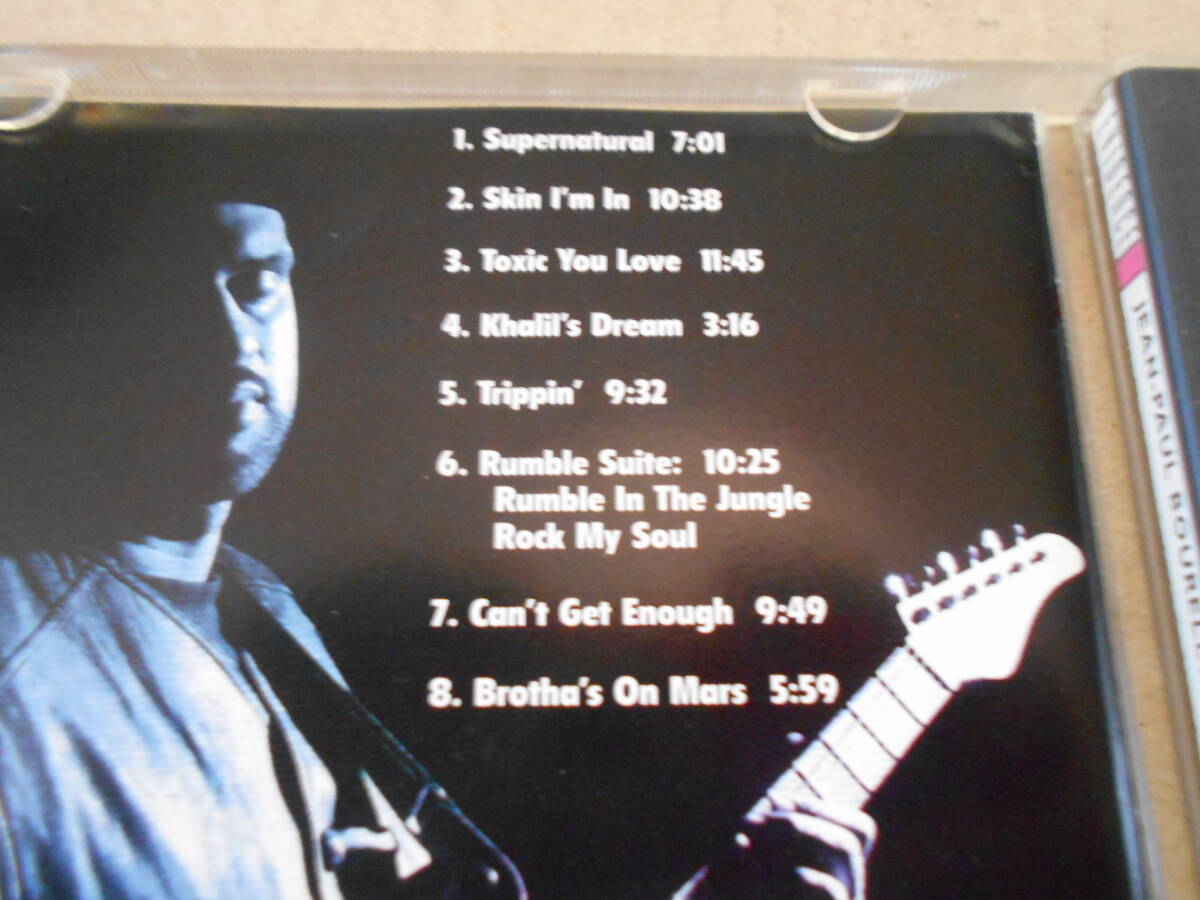 1. Supernatural 7:01
2. Skin I'm In 10:38
3. Toxic You Love 11:45
4. Khalil's Dream 3:16
5. Trippin' 9:32
6. Rumble Suite: 10:25
Rumble In The Jungle
Rock My Soul
7. Can't Get Enough 9:49
8. Brotha's On Mars 5:59
JEAN-PAUL